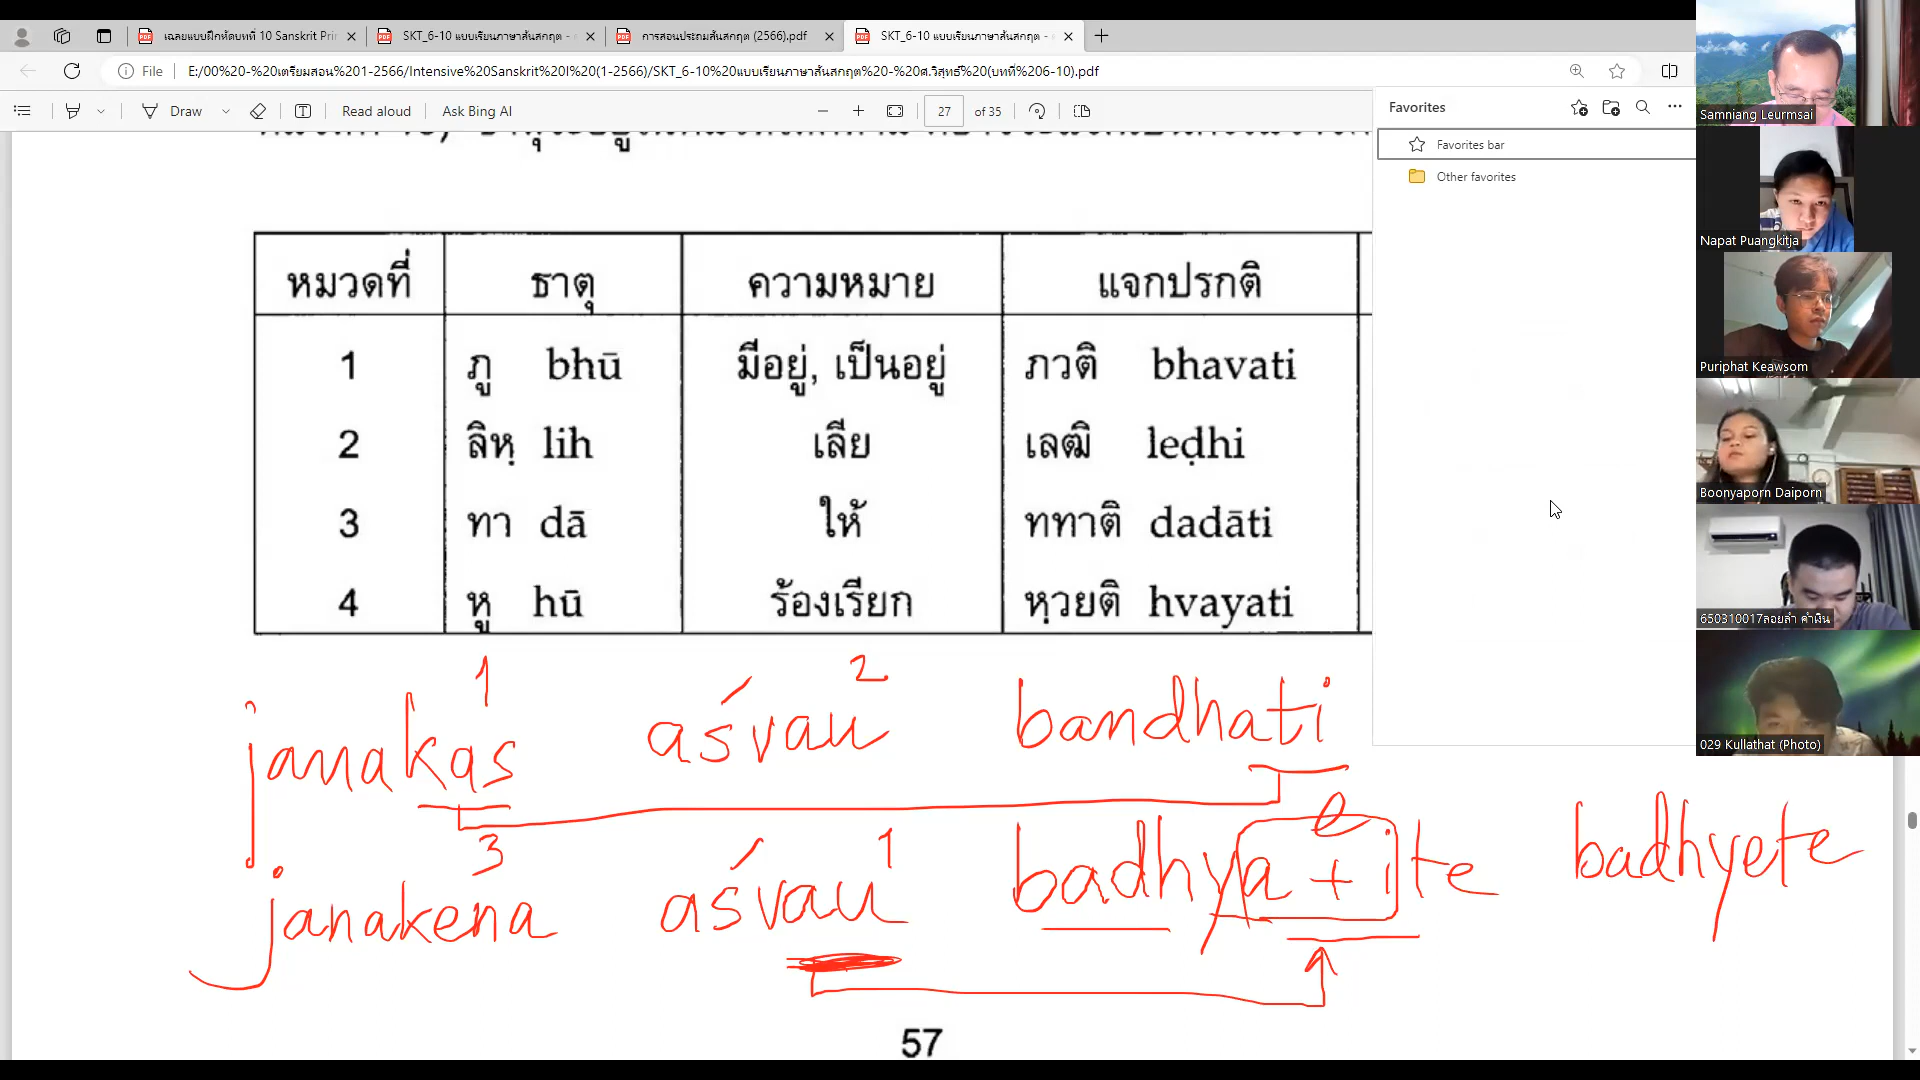 เฉลยแบบฝึกหัดบทที่ 10 Sanskrit Pri
SKT_6-10 แบบเรียนภาษาสันสกฤต -
การสอนประถมสันสกฤต (2566).pdf
SKT_6-10 แบบเรียนภาษาสันสกฤต -
File E:/00%20-%20เตรียมสอน%201-2566/Intensive%20Sanskrit%20I%20(1-2566)/SKT_6-10%20แบบเรียนภาษาสันสกฤต%20-%20ศ.วิสุทธ์%20(บทที่%206-10).pdf
Draw Read aloud Ask Bing AI 27 of 35
Favorites
Favorites bar
Other favorites
หมวดที่ ธาตุ ความหมาย แจกปรกติ
1 ภู bhū มีอยู่, เป็นอยู่ ภวติ bhavati
2 ลิหฺ lih เลีย เลฒิ leḍhi
3 ทา dā ให้ ททาติ dadāti
4 หู hū ร้องเรียก หฺวยติ hvayati
1 2
janakas aśvau bandhati
3 1 e
janakena aśvau badhya + ite badhyete
57
Samniang Leurmsai
Napat Puangkitja
Puriphat Keawsom
Boonyaporn Daiporn
650310017ลอยลำ คำผิน
029 Kullathat (Photo)